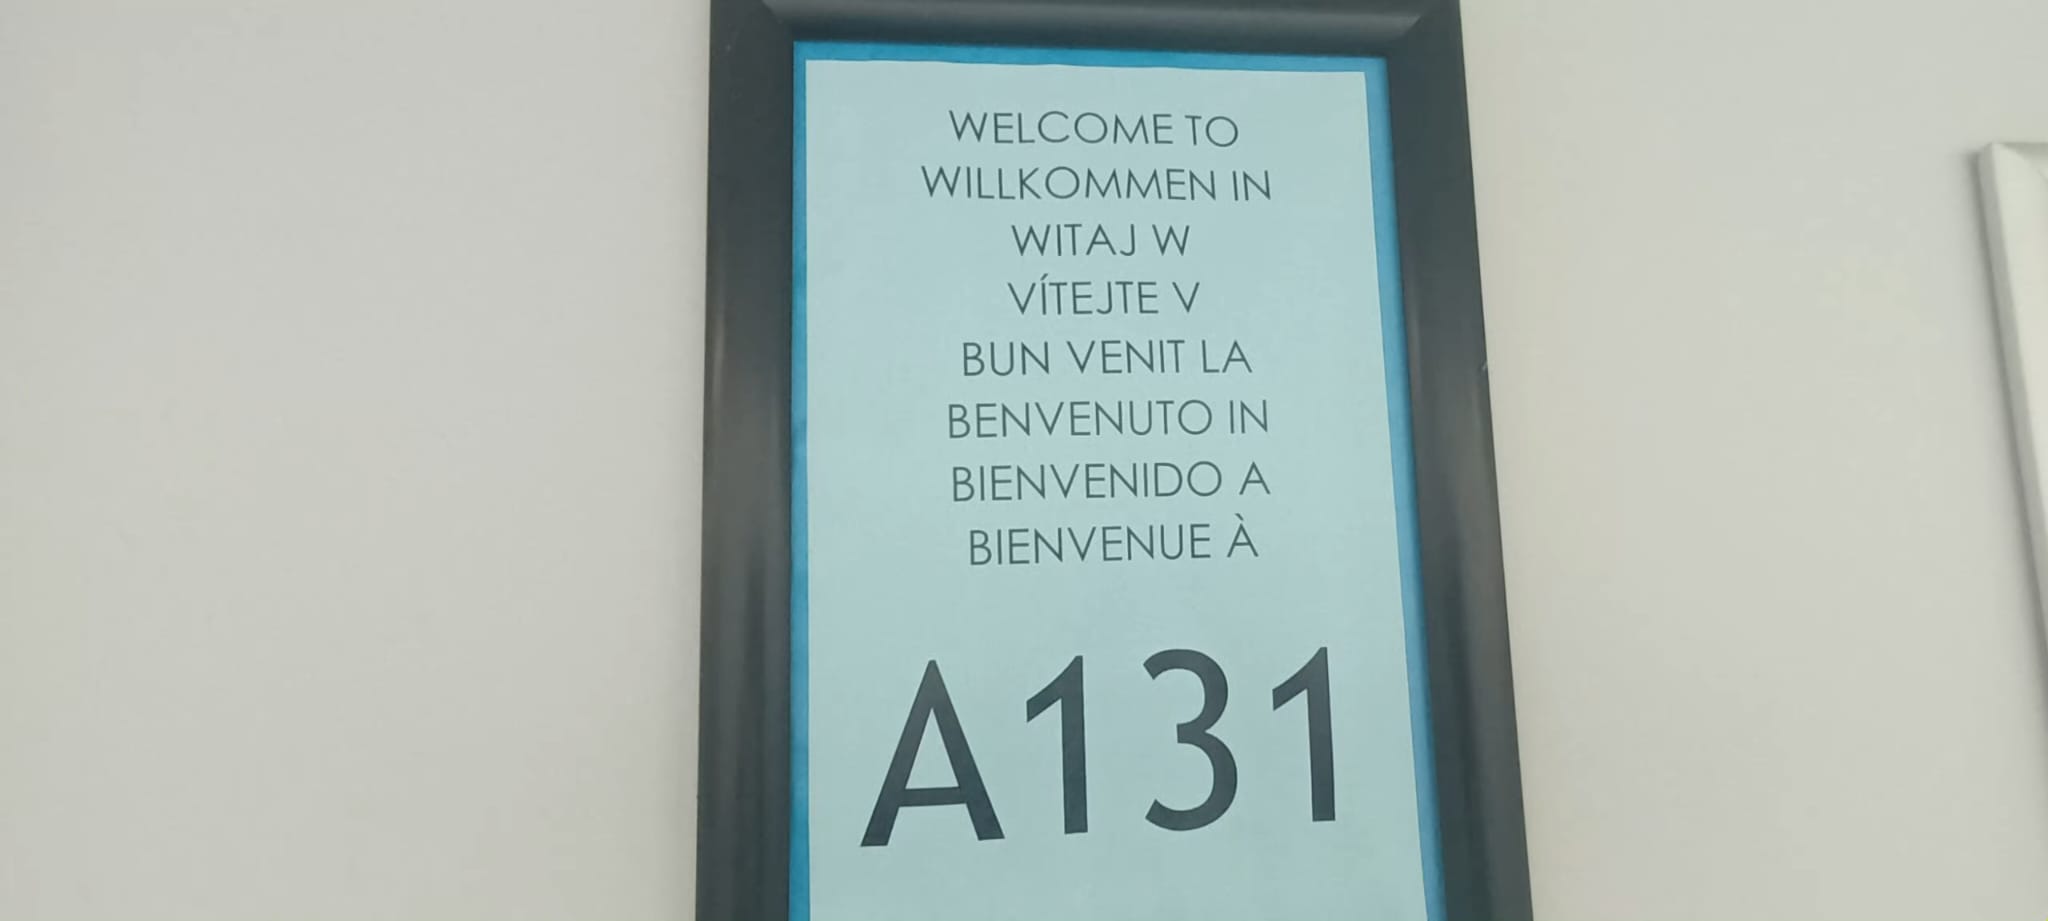 WELCOME TO
WILLKOMMEN IN
WITAJ W
VÍTEJTE V
BUN VENIT LA
BENVENUTO IN
BIENVENIDO A
BIENVENUE À
A131